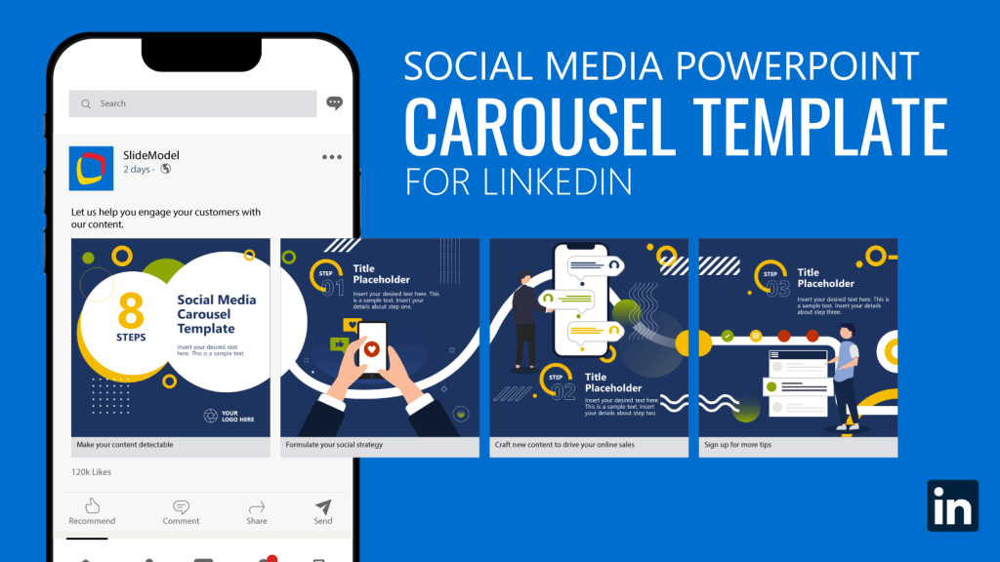 SOCIAL MEDIA POWERPOINT
CAROUSEL TEMPLATE
FOR LINKEDIN
Search
SlideModel
2 days ·
Let us help you engage your customers with
our content.
8
STEPS
Social Media
Carousel
Template
Insert your desired text
here. This is a sample text.
YOUR
LOGO HERE
Make your content detectable
STEP
01
Title
Placeholder
Insert your desired text here. This
is a sample text. Insert your
details about step one.
Formulate your social strategy
STEP
02
Title
Placeholder
Insert your desired text here.
This is a sample text. Insert
your details about step two.
Craft new content to drive your online sales
STEP
03
Title
Placeholder
Insert your desired text here. This is
a sample text. Insert your details
about step three.
Sign up for more tips
120k Likes
Recommend
Comment
Share
Send
in